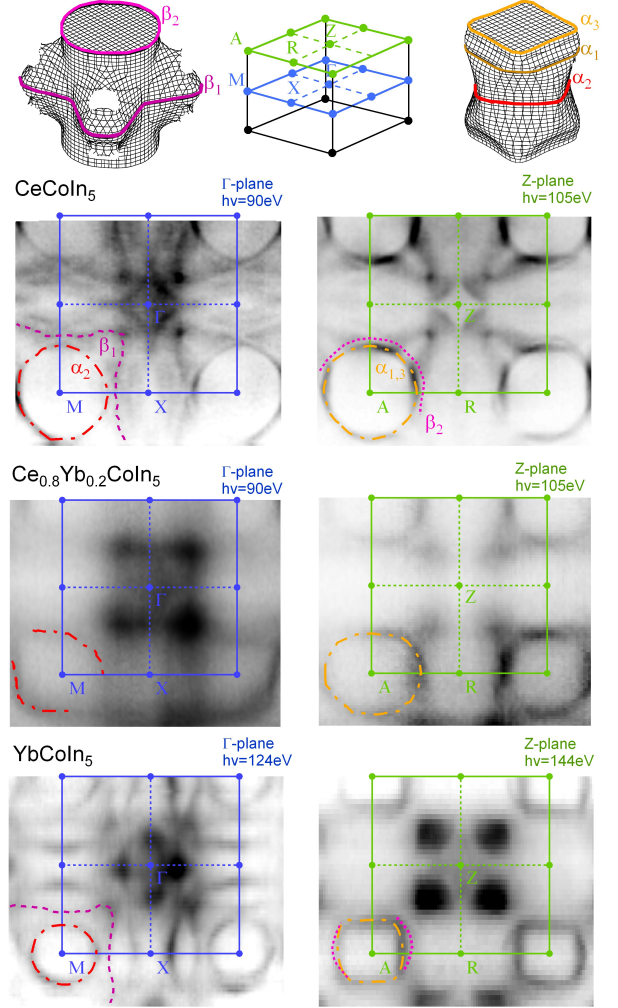 β₂
β₁
A
R
Z
M
X
α₃
α₁
α₂
CeCoIn₅
Γ-plane
hν=90eV
Z-plane
hν=105eV
Γ
β₁
α₂
M
X
Z
α₁,₃
A
R
β₂
Ce₀.₈Yb₀.₂CoIn₅
Γ-plane
hν=90eV
Z-plane
hν=105eV
Γ
M
X
Z
A
R
YbCoIn₅
Γ-plane
hν=124eV
Z-plane
hν=144eV
Γ
M
X
Z
A
R